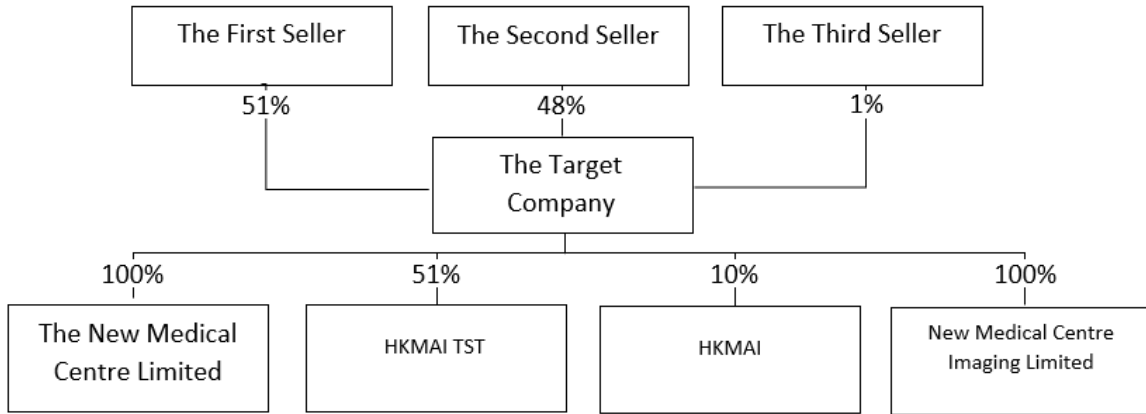 The First Seller
The Second Seller
The Third Seller
51%
48%
1%
The Target
Company
100%
51%
10%
100%
The New Medical
Centre Limited
HKMAI TST
HKMAI
New Medical Centre
Imaging Limited